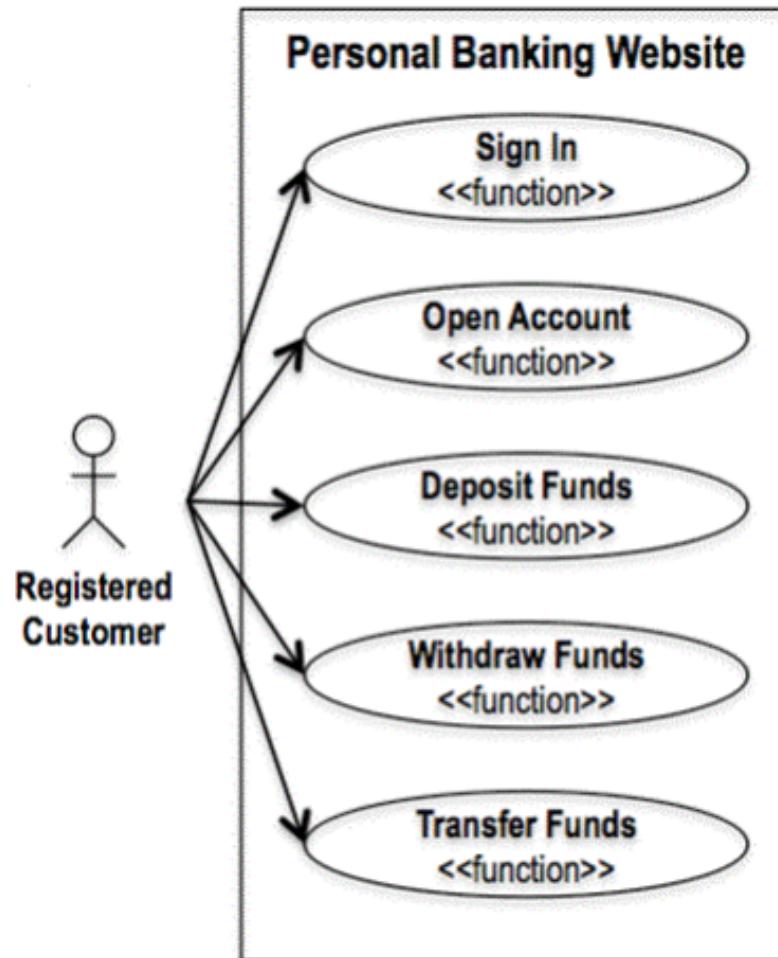 Personal Banking Website
Sign In
<<function>>
Open Account
<<function>>
Deposit Funds
<<function>>
Registered
Customer
Withdraw Funds
<<function>>
Transfer Funds
<<function>>